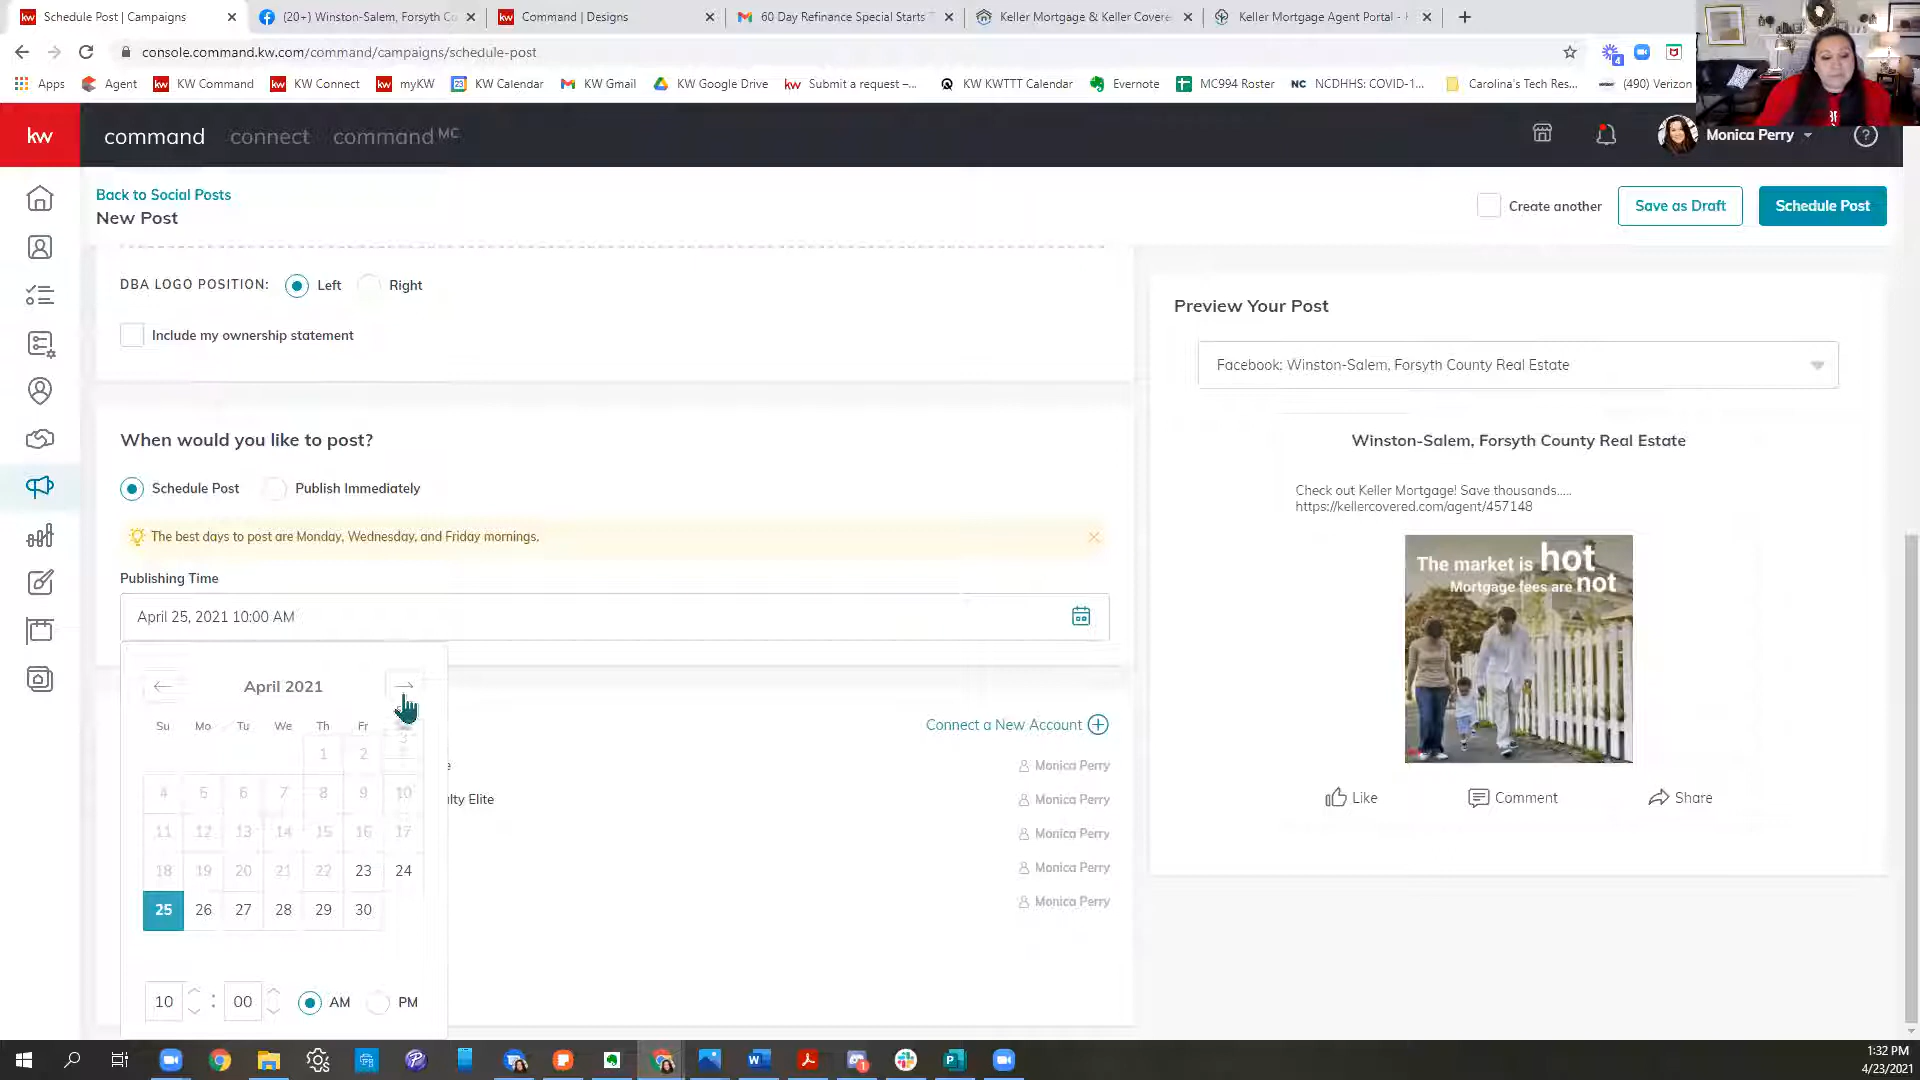 Schedule Post | Campaigns
(20+) Winston-Salem, Forsyth Co
Command | Designs
60 Day Refinance Special Starts T
Keller Mortgage & Keller Covere
Keller Mortgage Agent Portal -
console.command.kw.com/command/campaigns/schedule-post
Apps
Agent
KW Command
KW Connect
myKW
KW Calendar
KW Gmail
KW Google Drive
Submit a request –...
KW KWTTT Calendar
Evernote
MC994 Roster
NCDHHS: COVID-1...
Carolina's Tech Res...
(490) Verizon
kw
command
connect
command MC
Monica Perry
Back to Social Posts
New Post
Create another
Save as Draft
Schedule Post
DBA LOGO POSITION:
Left
Right
Include my ownership statement
When would you like to post?
Schedule Post
Publish Immediately
The best days to post are Monday, Wednesday, and Friday mornings.
Publishing Time
April 25, 2021 10:00 AM
April 2021
Su Mo Tu We Th Fr
1 2 3
4 5 6 7 8 9 10
11 12 13 14 15 16 17
18 19 20 21 22 23 24
25 26 27 28 29 30
10 : 00 AM PM
Connect a New Account
Monica Perry
lty Elite
Monica Perry
Monica Perry
Monica Perry
Monica Perry
Preview Your Post
Facebook: Winston-Salem, Forsyth County Real Estate
Winston-Salem, Forsyth County Real Estate
Check out Keller Mortgage! Save thousands.....
https://kellercovered.com/agent/457148
The market is hot
Mortgage fees are not
Like
Comment
Share
1:32 PM
4/23/2021